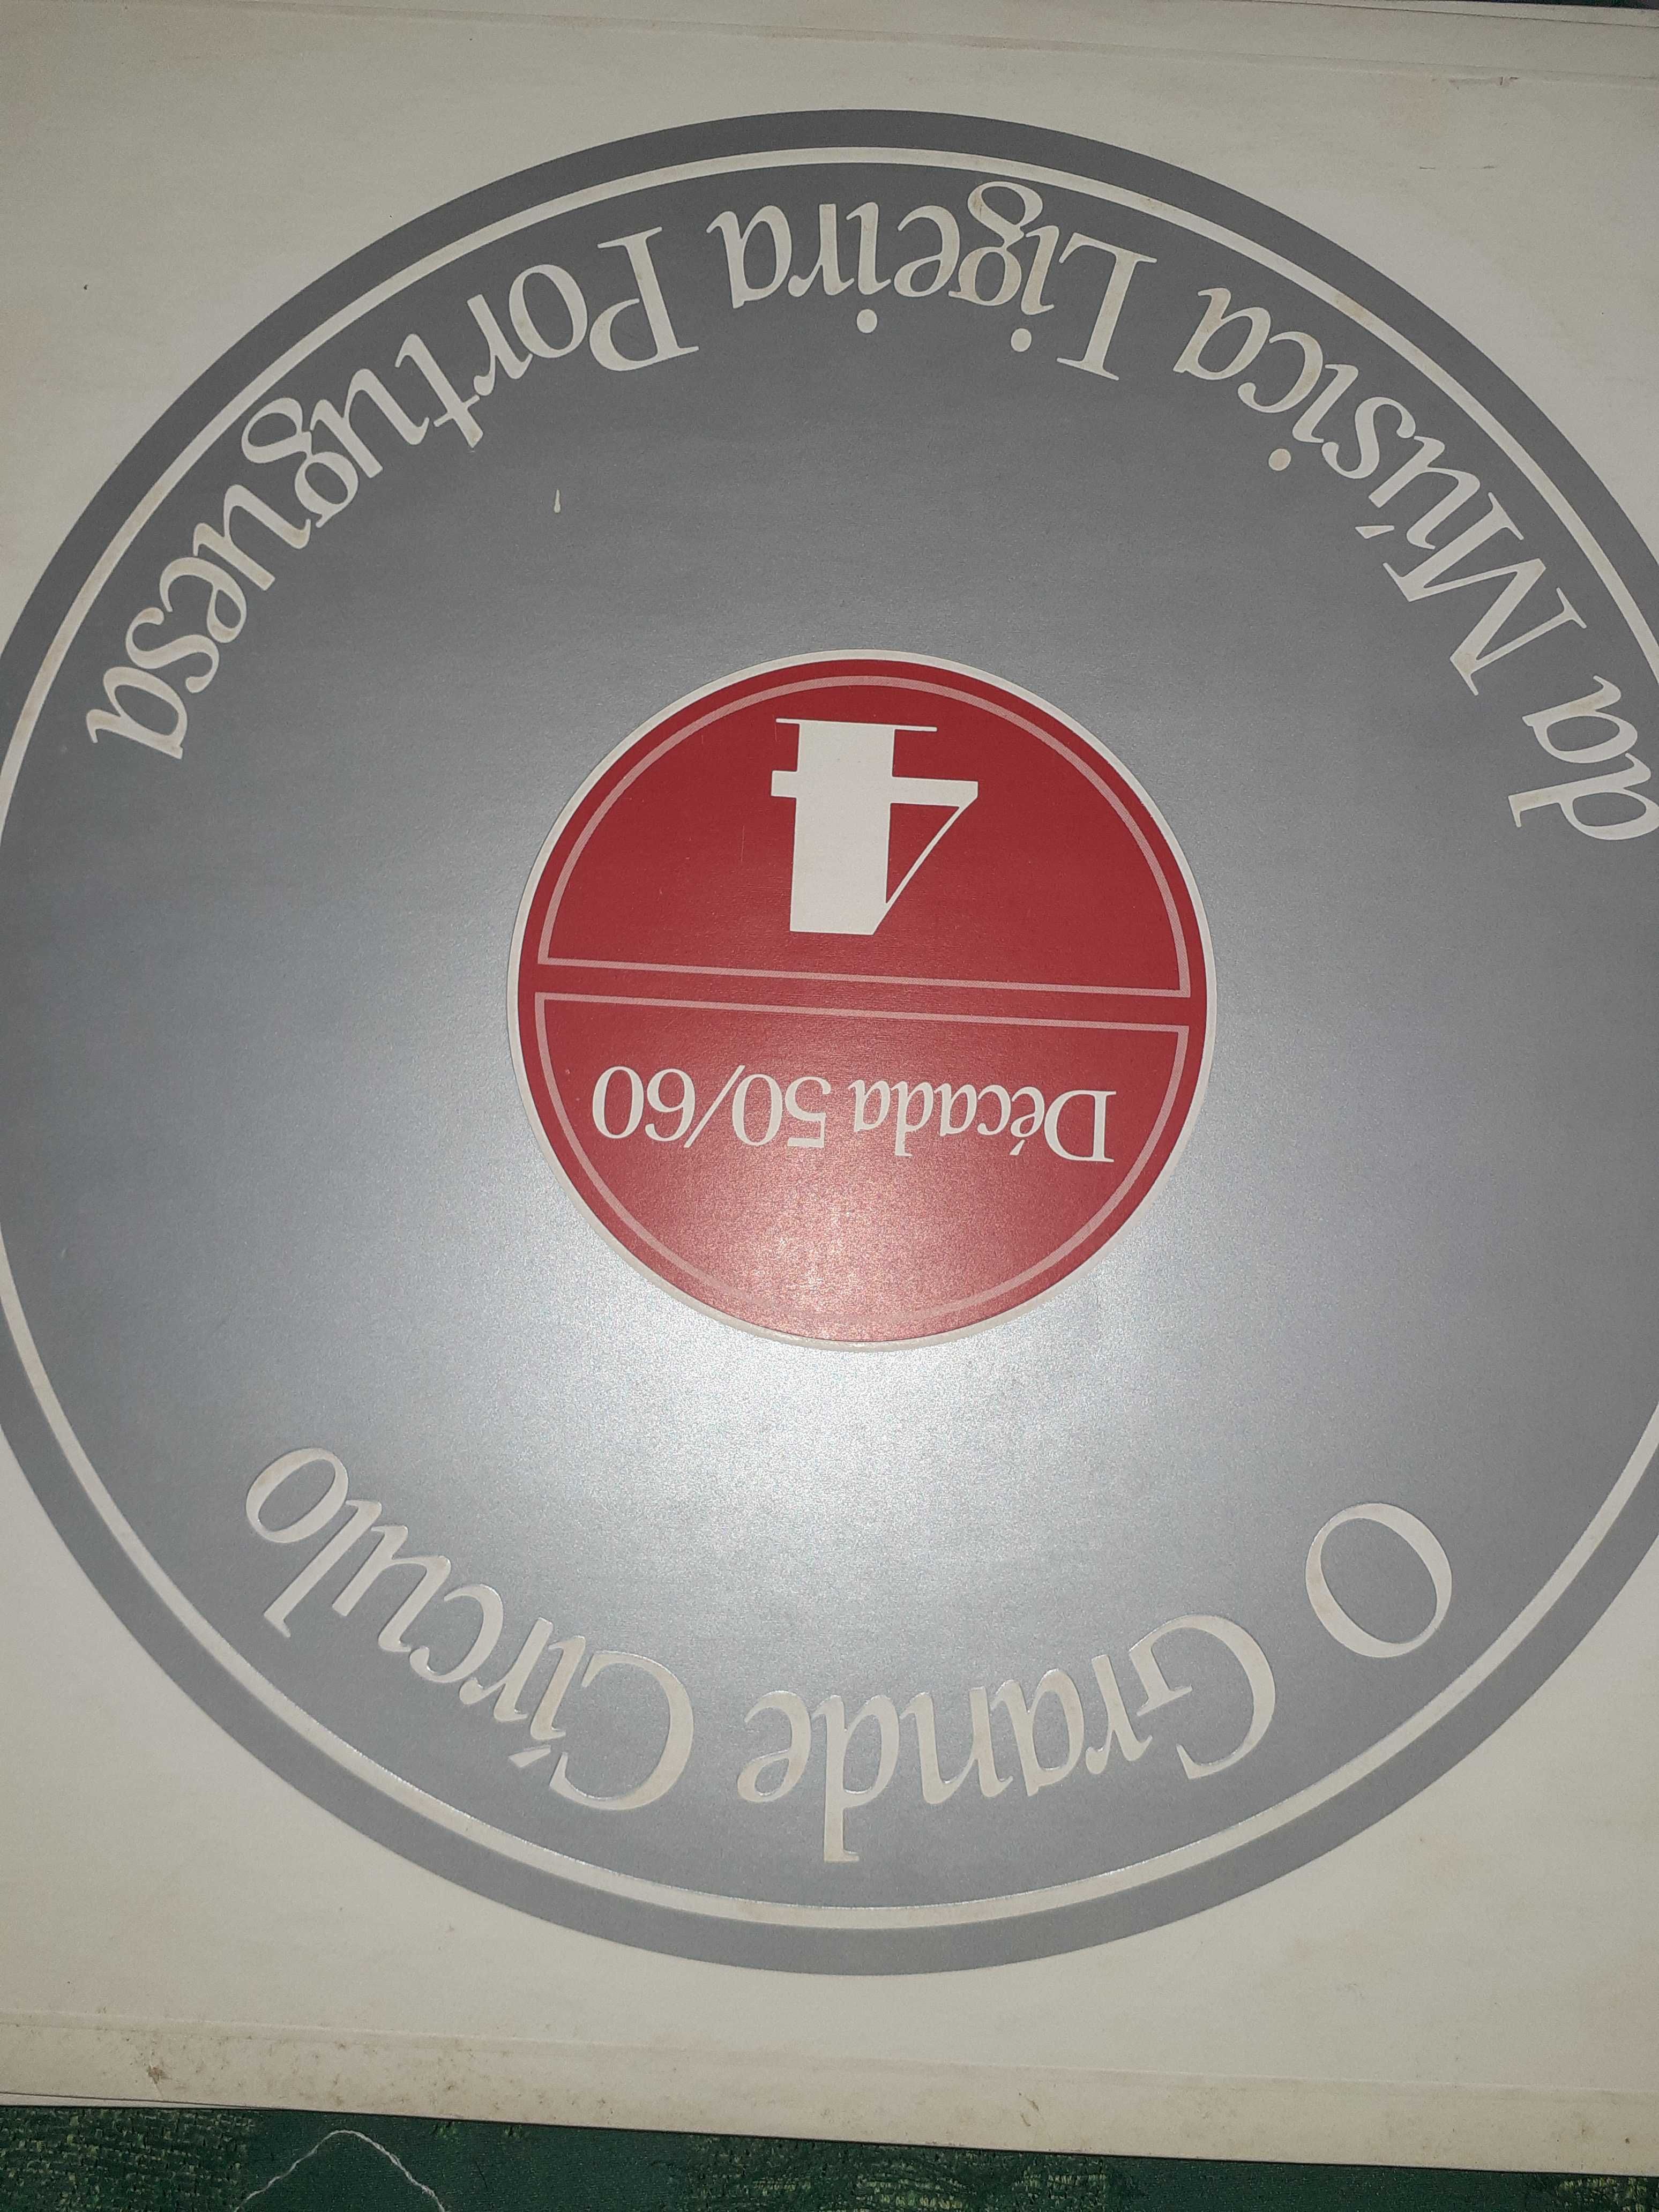 O Grande Círculo
Década 50/60
4
da Música Ligeira Portuguesa